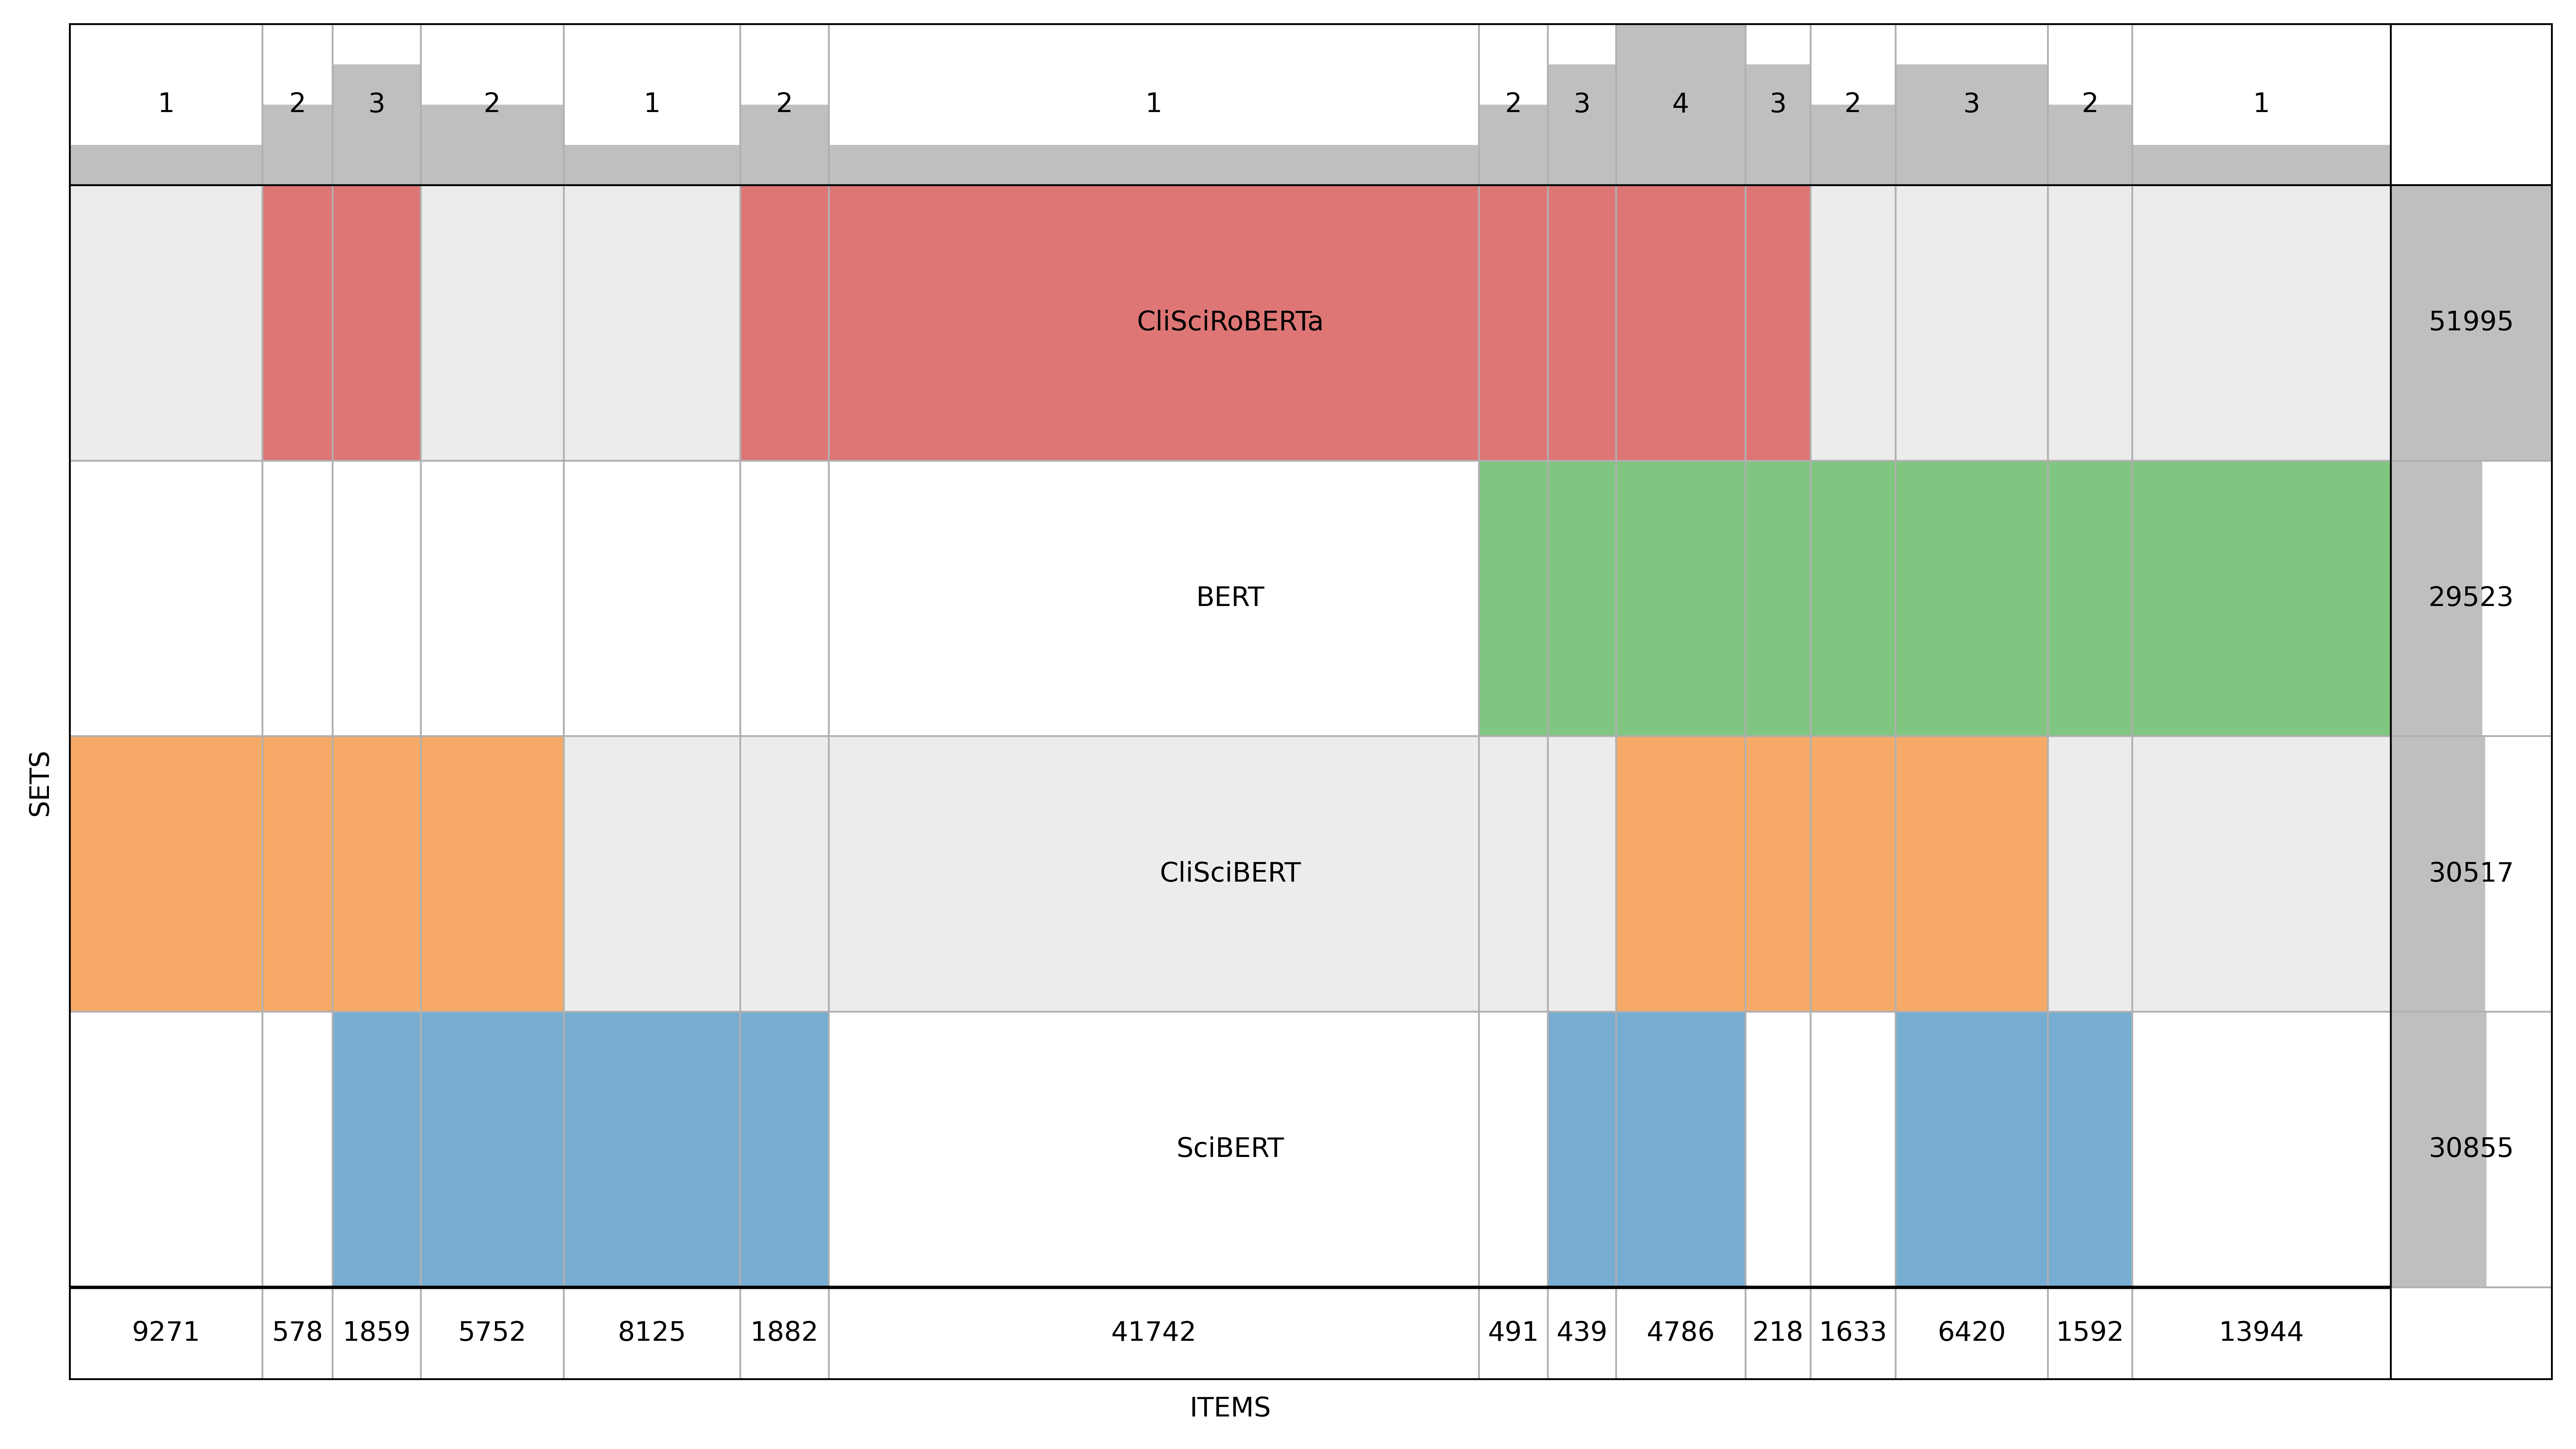 1 2 3 2 1 2 1 2 3 4 3 2 3 2 1
CliSciRoBERTa 51995
BERT 29523
CliSciBERT 30517
SciBERT 30855
SETS
9271 578 1859 5752 8125 1882 41742 491 439 4786 218 1633 6420 1592 13944
ITEMS